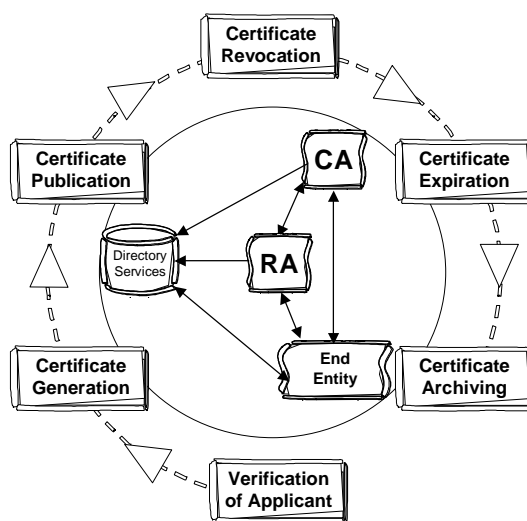 Certificate
Revocation
Certificate
Publication
CA
Certificate
Expiration
Directory
Services
RA
Certificate
Generation
End
Entity
Certificate
Archiving
Verification
of Applicant